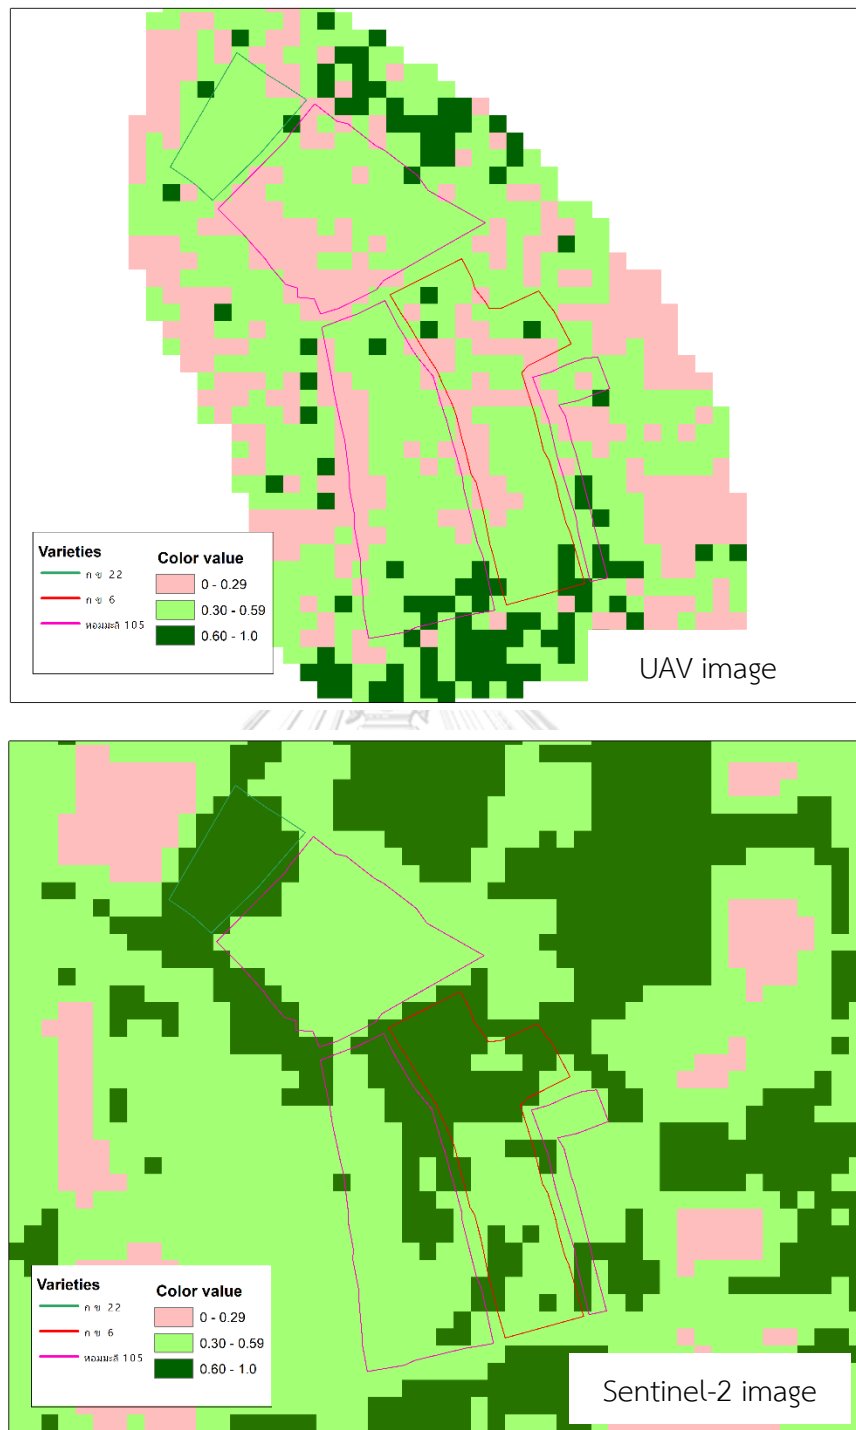 Varieties
ก ข 22
ก ข 6
หอมมะลิ 105
Color value
0 - 0.29
0.30 - 0.59
0.60 - 1.0
UAV image
Varieties
ก ข 22
ก ข 6
หอมมะลิ 105
Color value
0 - 0.29
0.30 - 0.59
0.60 - 1.0
Sentinel-2 image